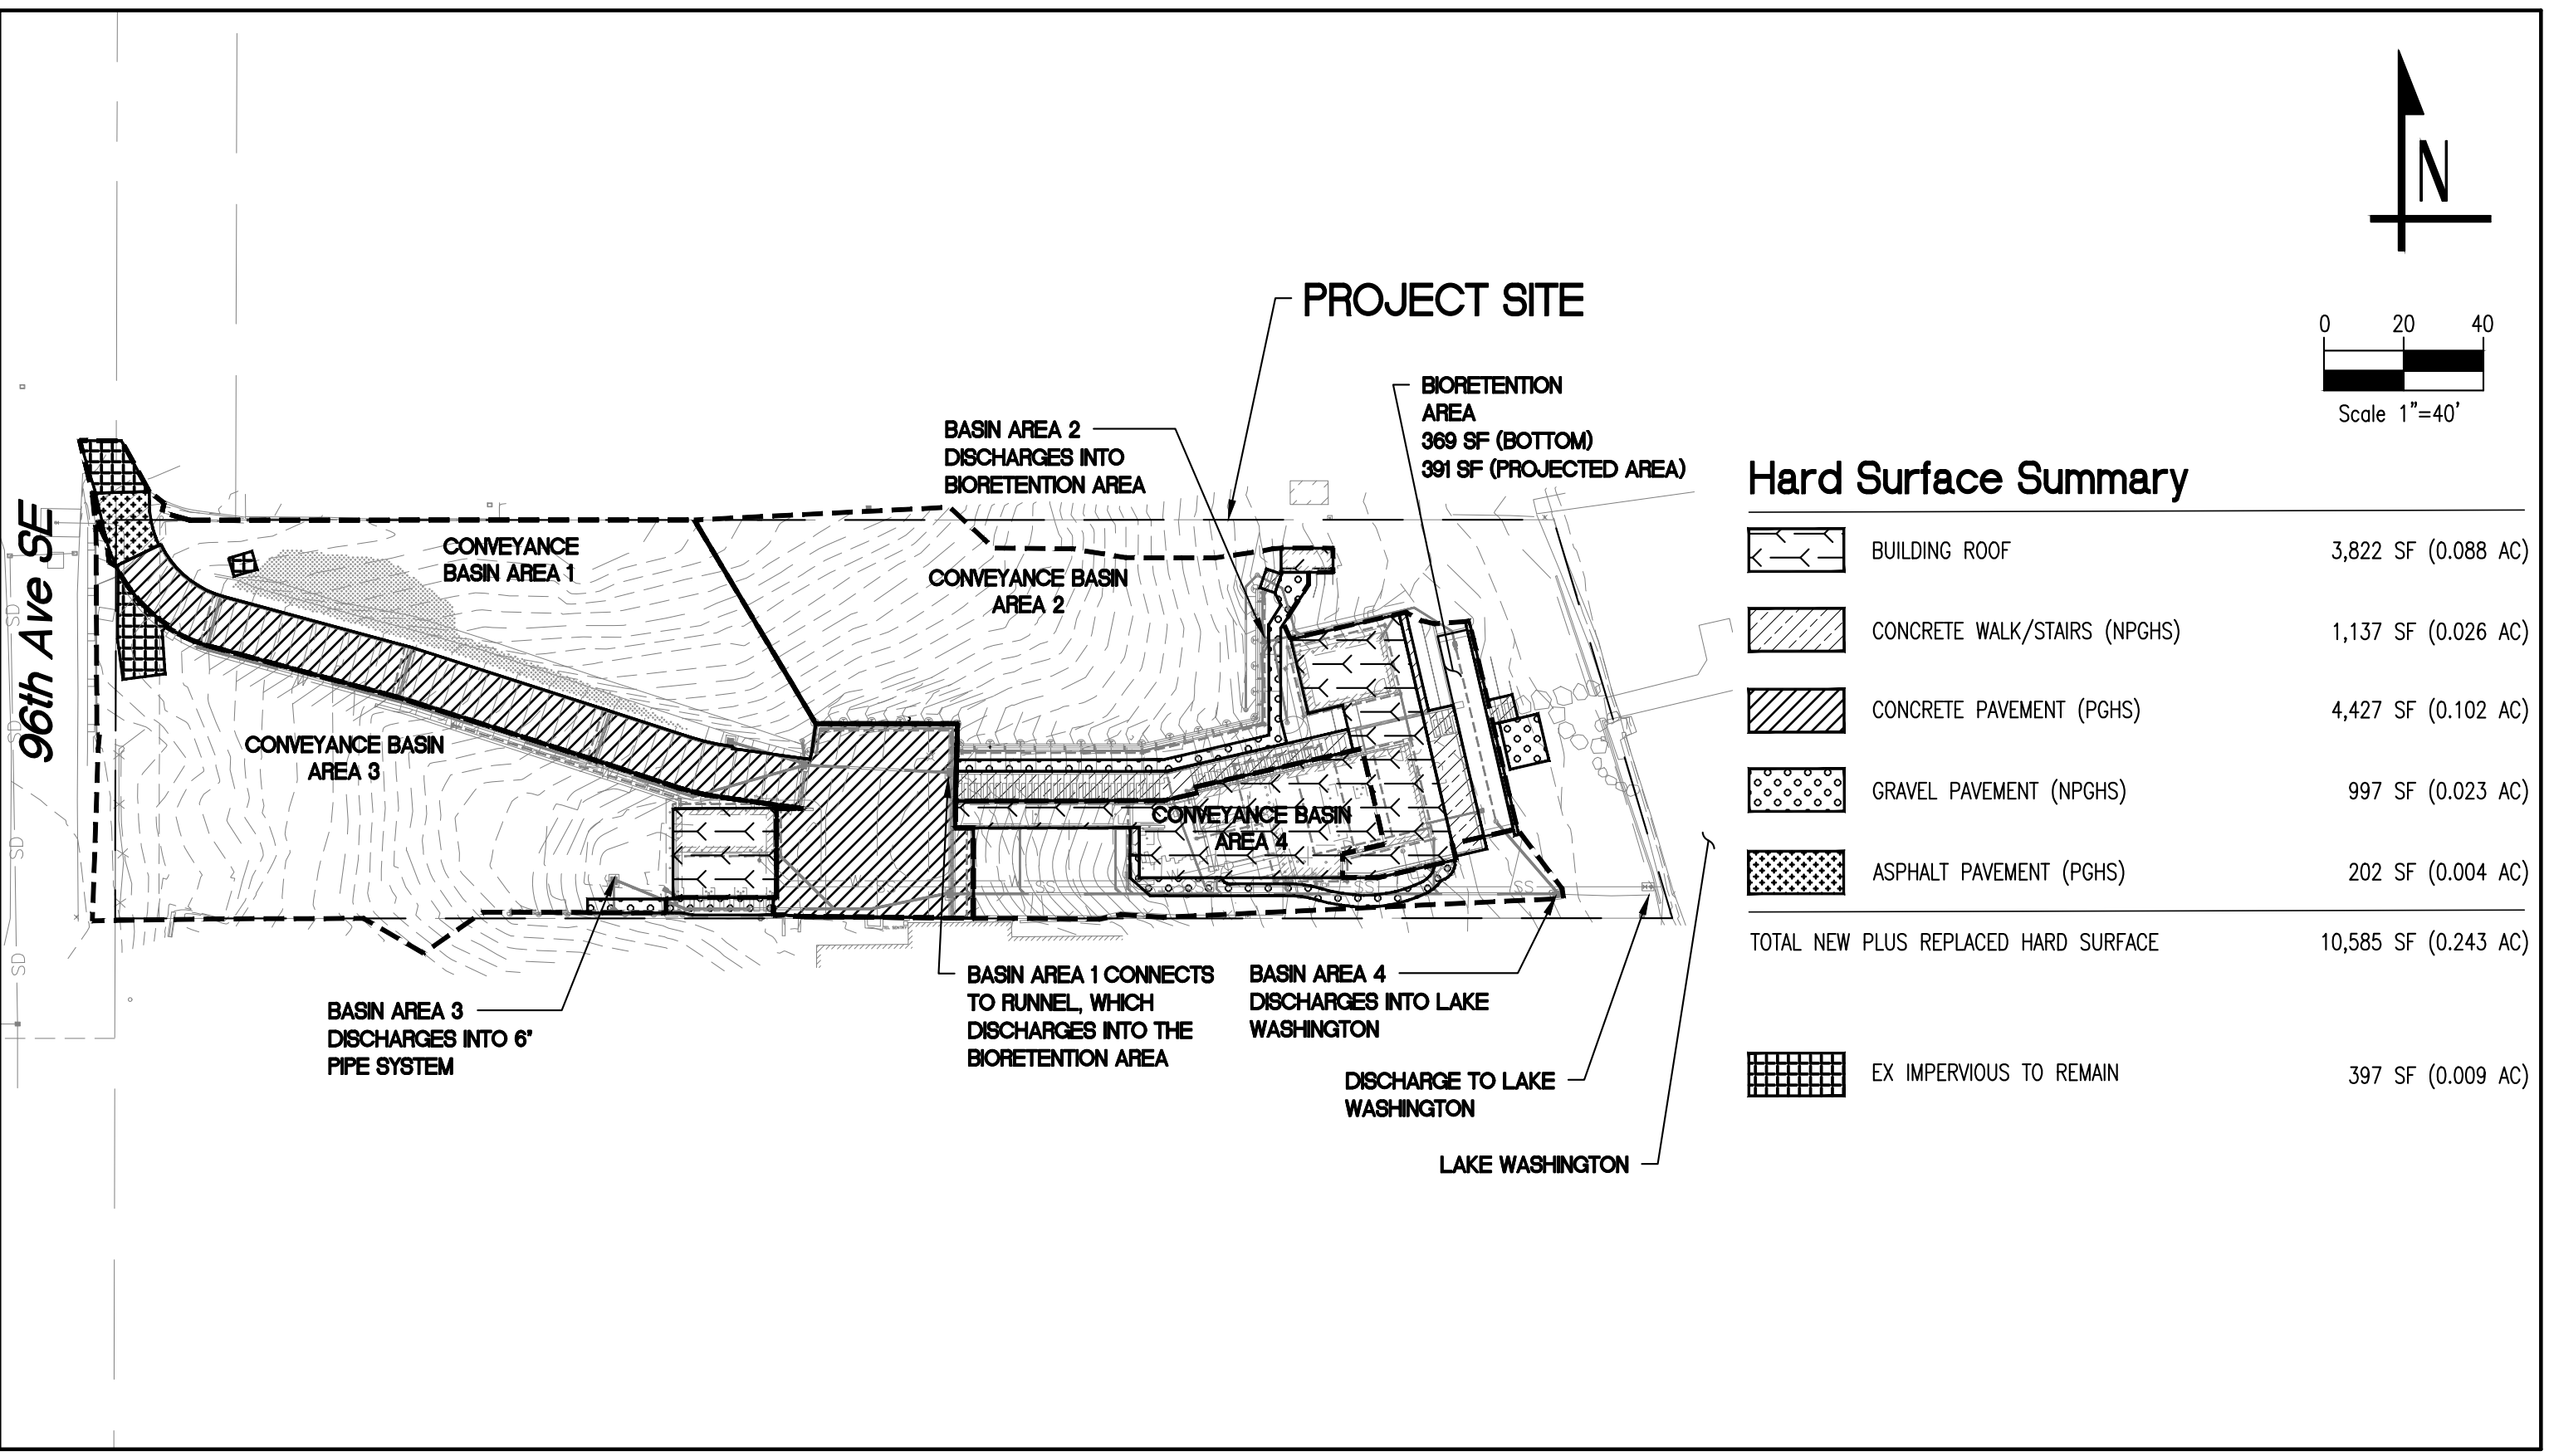 N
0 20 40
Scale 1"=40'
PROJECT SITE
BIORETENTION
AREA
369 SF (BOTTOM)
391 SF (PROJECTED AREA)
BASIN AREA 2
DISCHARGES INTO
BIORETENTION AREA
96th Ave SE
CONVEYANCE
BASIN AREA 1
CONVEYANCE BASIN
AREA 2
CONVEYANCE BASIN
AREA 3
CONVEYANCE BASIN
AREA 4
SD
SD
SD
SD
SD
W
SS
W
SS
SS
SS
BASIN AREA 3
DISCHARGES INTO 6"
PIPE SYSTEM
BASIN AREA 1 CONNECTS
TO RUNNEL, WHICH
DISCHARGES INTO THE
BIORETENTION AREA
BASIN AREA 4
DISCHARGES INTO LAKE
WASHINGTON
DISCHARGE TO LAKE
WASHINGTON
LAKE WASHINGTON
Hard Surface Summary
BUILDING ROOF 3,822 SF (0.088 AC)
CONCRETE WALK/STAIRS (NPGHS) 1,137 SF (0.026 AC)
CONCRETE PAVEMENT (PGHS) 4,427 SF (0.102 AC)
GRAVEL PAVEMENT (NPGHS) 997 SF (0.023 AC)
ASPHALT PAVEMENT (PGHS) 202 SF (0.004 AC)
TOTAL NEW PLUS REPLACED HARD SURFACE 10,585 SF (0.243 AC)
EX IMPERVIOUS TO REMAIN 397 SF (0.009 AC)